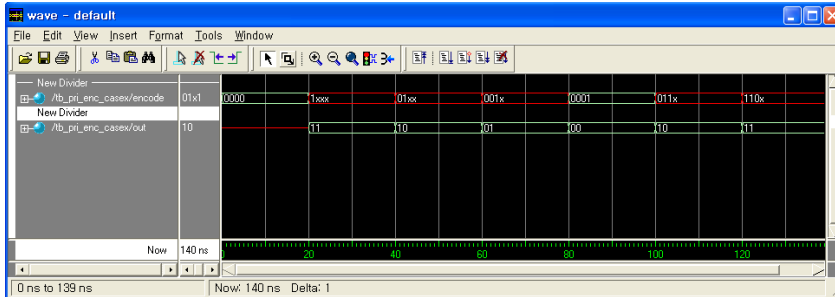 wave - default
File Edit View Insert Format Tools Window
New Divider
/tb_pri_enc_casex/encode 01x1 0000 1xxx 01xx 001x 0001 011x 110x
New Divider
/tb_pri_enc_casex/out 10 11 10 01 00 10 11
Now 140 ns 20 40 60 80 100 120
0 ns to 139 ns Now: 140 ns Delta: 1